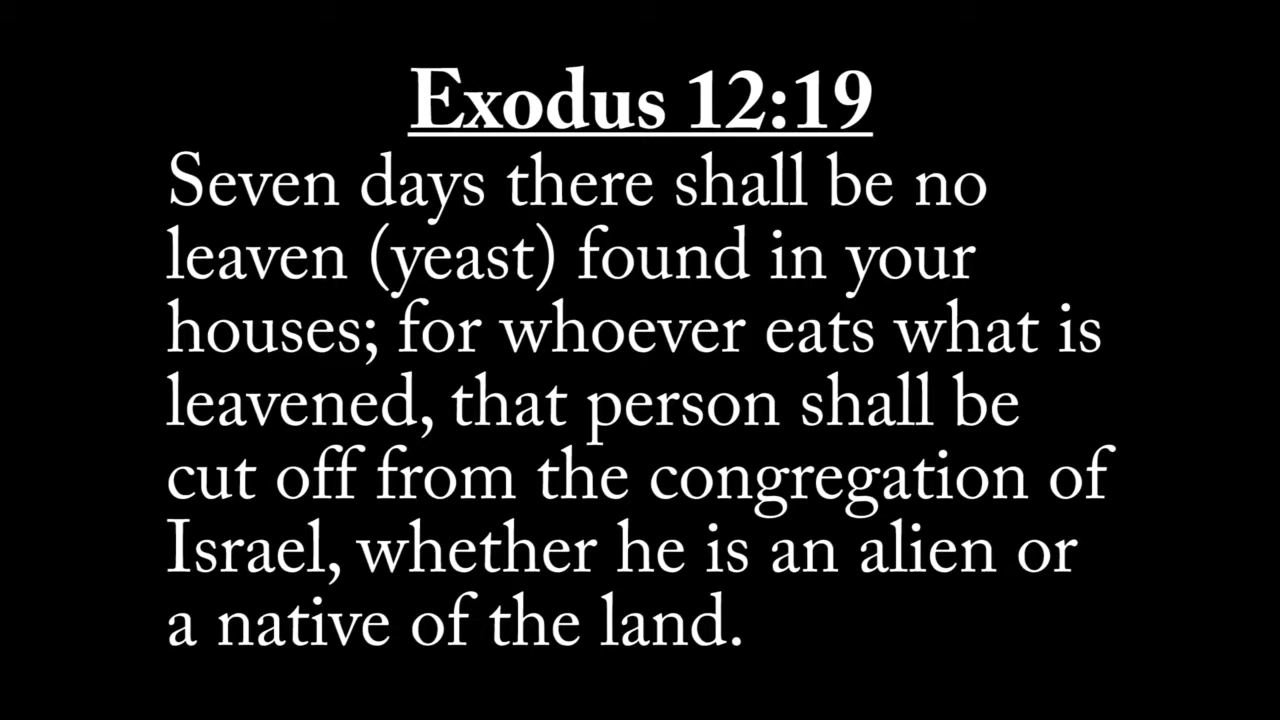 Exodus 12:19
Seven days there shall be no
leaven (yeast) found in your
houses; for whoever eats what is
leavened, that person shall be
cut off from the congregation of
Israel, whether he is an alien or
a native of the land.